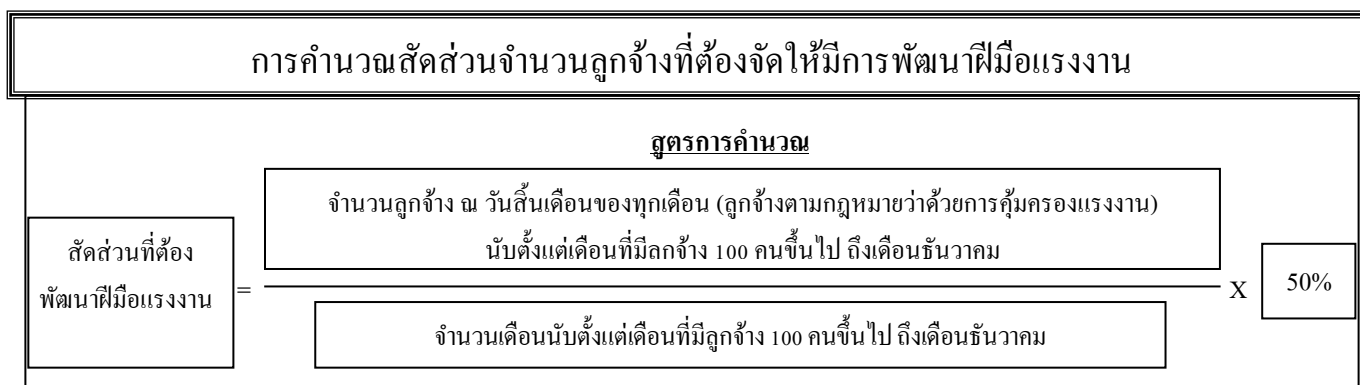 การคำนวณสัดส่วนจำนวนลูกจ้างที่ต้องจัดให้มีการพัฒนาฝีมือแรงงาน
สูตรการคำนวณ
จำนวนลูกจ้าง ณ วันสิ้นเดือนของทุกเดือน (ลูกจ้างตามกฎหมายว่าด้วยการคุ้มครองแรงงาน)
นับตั้งแต่เดือนที่มีลูกจ้าง 100 คนขึ้นไป ถึงเดือนธันวาคม
สัดส่วนที่ต้อง
พัฒนาฝีมือแรงงาน
=
X
50%
จำนวนเดือนนับตั้งแต่เดือนที่มีลูกจ้าง 100 คนขึ้นไป ถึงเดือนธันวาคม